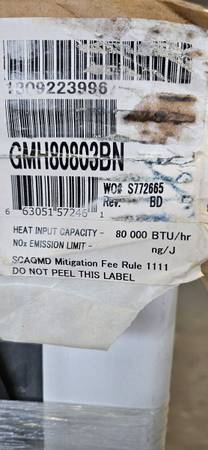 1309223996
GMH80803BN
WO# S772665
Rev. BD
6 63051 57246 1
HEAT INPUT CAPACITY - 80 000 BTU/hr
NOx EMISSION LIMIT - ng/J
SCAQMD Mitigation Fee Rule 1111
DO NOT PEEL THIS LABEL